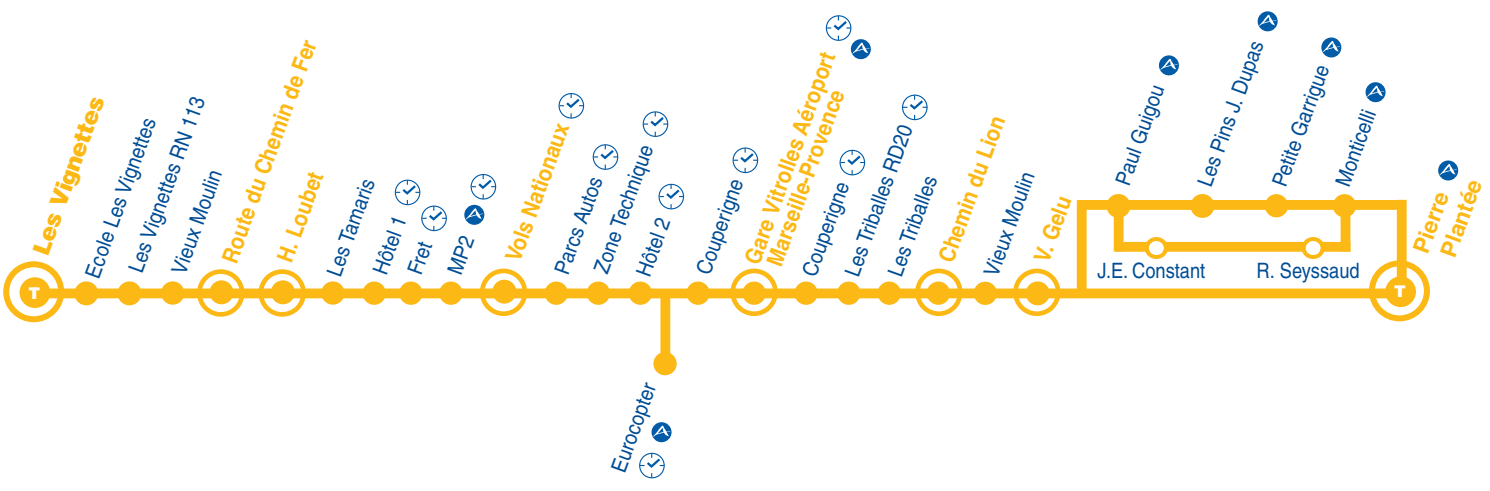 Les Vignettes
Ecole Les Vignettes
Les Vignettes RN 113
Vieux Moulin
Route du Chemin de Fer
H. Loubet
Les Tamaris
Hôtel 1
Fret
MP2
Vols Nationaux
Parcs Autos
Zone Technique
Hôtel 2
Eurocopter
Couperigne
Gare Vitrolles Aéroport
Marseille-Provence
Couperigne
Les Triballes RD20
Les Triballes
Chemin du Lion
Vieux Moulin
V. Gelu
Paul Guigou
Les Pins J. Dupas
Petite Garrigue
Monticelli
J.E. Constant
R. Seyssaud
Pierre
Plantée
T
T